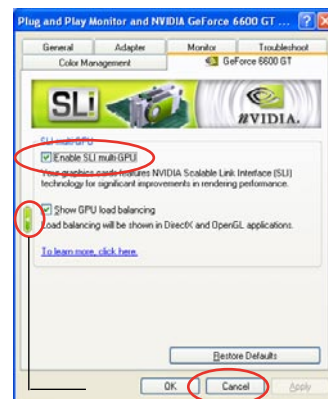 Plug and Play Monitor and NVIDIA GeForce 6600 GT ...
General Adapter Monitor Troubleshoot
Color Management GeForce 6600 GT
SLI
NVIDIA.
SLI multi-GPU
Enable SLI multi-GPU
Your graphics cards features NVIDIA Scalable Link Interface (SLI)
technology for significant improvements in rendering performance.
Show GPU load balancing
Load balancing will be shown in DirectX and OpenGL applications.
To learn more, click here.
Restore Defaults
OK Cancel Apply